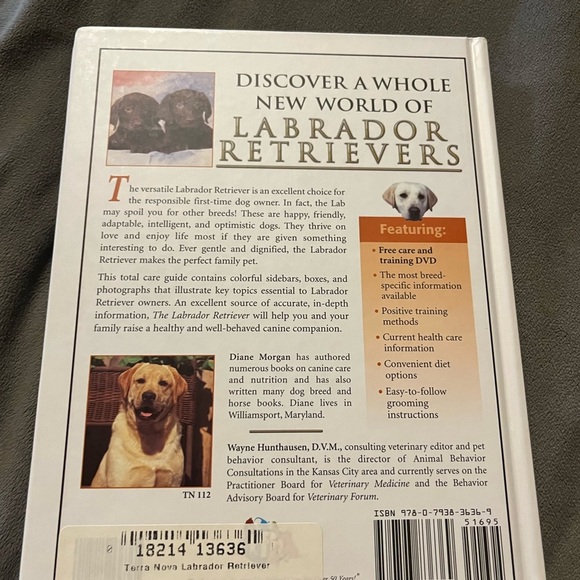 DISCOVER A WHOLE
NEW WORLD OF
LABRADOR
RETRIEVERS
The versatile Labrador Retriever is an excellent choice for
the responsible first-time dog owner. In fact, the Lab
may spoil you for other breeds! These are happy, friendly,
adaptable, intelligent, and optimistic dogs. They thrive on
love and enjoy life most if they are given something
interesting to do. Ever gentle and dignified, the Labrador
Retriever makes the perfect family pet.
This total care guide contains colorful sidebars, boxes, and
photographs that illustrate key topics essential to Labrador
Retriever owners. An excellent source of accurate, in-depth
information, The Labrador Retriever will help you and your
family raise a healthy and well-behaved canine companion.
Featuring:
• Free care and
training DVD
• The most breed-
specific information
available
• Positive training
methods
• Current health care
information
• Convenient diet
options
• Easy-to-follow
grooming
instructions
Diane Morgan has authored
numerous books on canine care
and nutrition and has also
written many dog breed and
horse books. Diane lives in
Williamsport, Maryland.
Wayne Hunthausen, D.V.M., consulting veterinary editor and pet
behavior consultant, is the director of Animal Behavior
Consultations in the Kansas City area and currently serves on the
Practitioner Board for Veterinary Medicine and the Behavior
Advisory Board for Veterinary Forum.
TN 112
ISBN 978-0-7938-3636-9
51695
0
18214 13636
Terra Nova Labrador Retriever
er 50 Years!